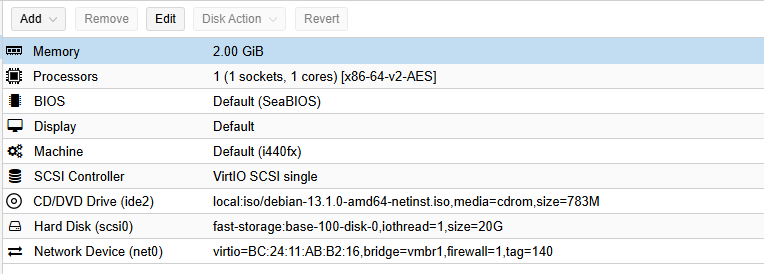 Add Remove Edit Disk Action Revert
Memory 2.00 GiB
Processors 1 (1 sockets, 1 cores) [x86-64-v2-AES]
BIOS Default (SeaBIOS)
Display Default
Machine Default (i440fx)
SCSI Controller VirtIO SCSI single
CD/DVD Drive (ide2) local:iso/debian-13.1.0-amd64-netinst.iso,media=cdrom,size=783M
Hard Disk (scsi0) fast-storage:base-100-disk-0,iothread=1,size=20G
Network Device (net0) virtio=BC:24:11:AB:B2:16,bridge=vmbr1,firewall=1,tag=140